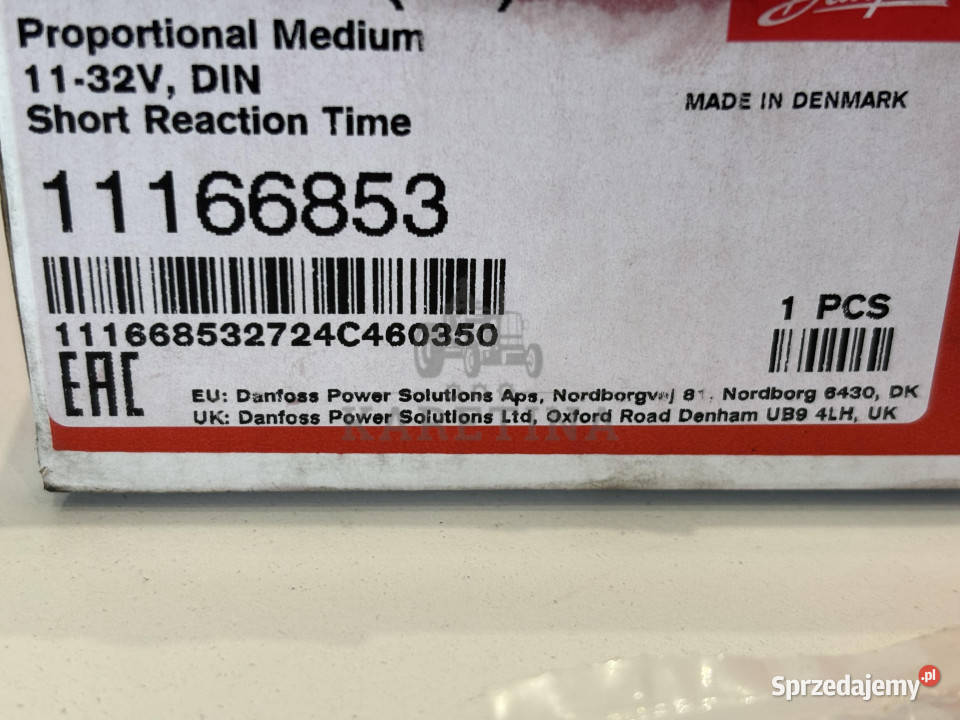 Proportional Medium
11-32V, DIN
Short Reaction Time
MADE IN DENMARK
11166853
111668532724C460350
1 PCS
EAC
EU: Danfoss Power Solutions Aps, Nordborgvej 81, Nordborg 6430, DK
UK: Danfoss Power Solutions Ltd, Oxford Road Denham UB9 4LH, UK
KARETINA
Sprzedajemy.pl